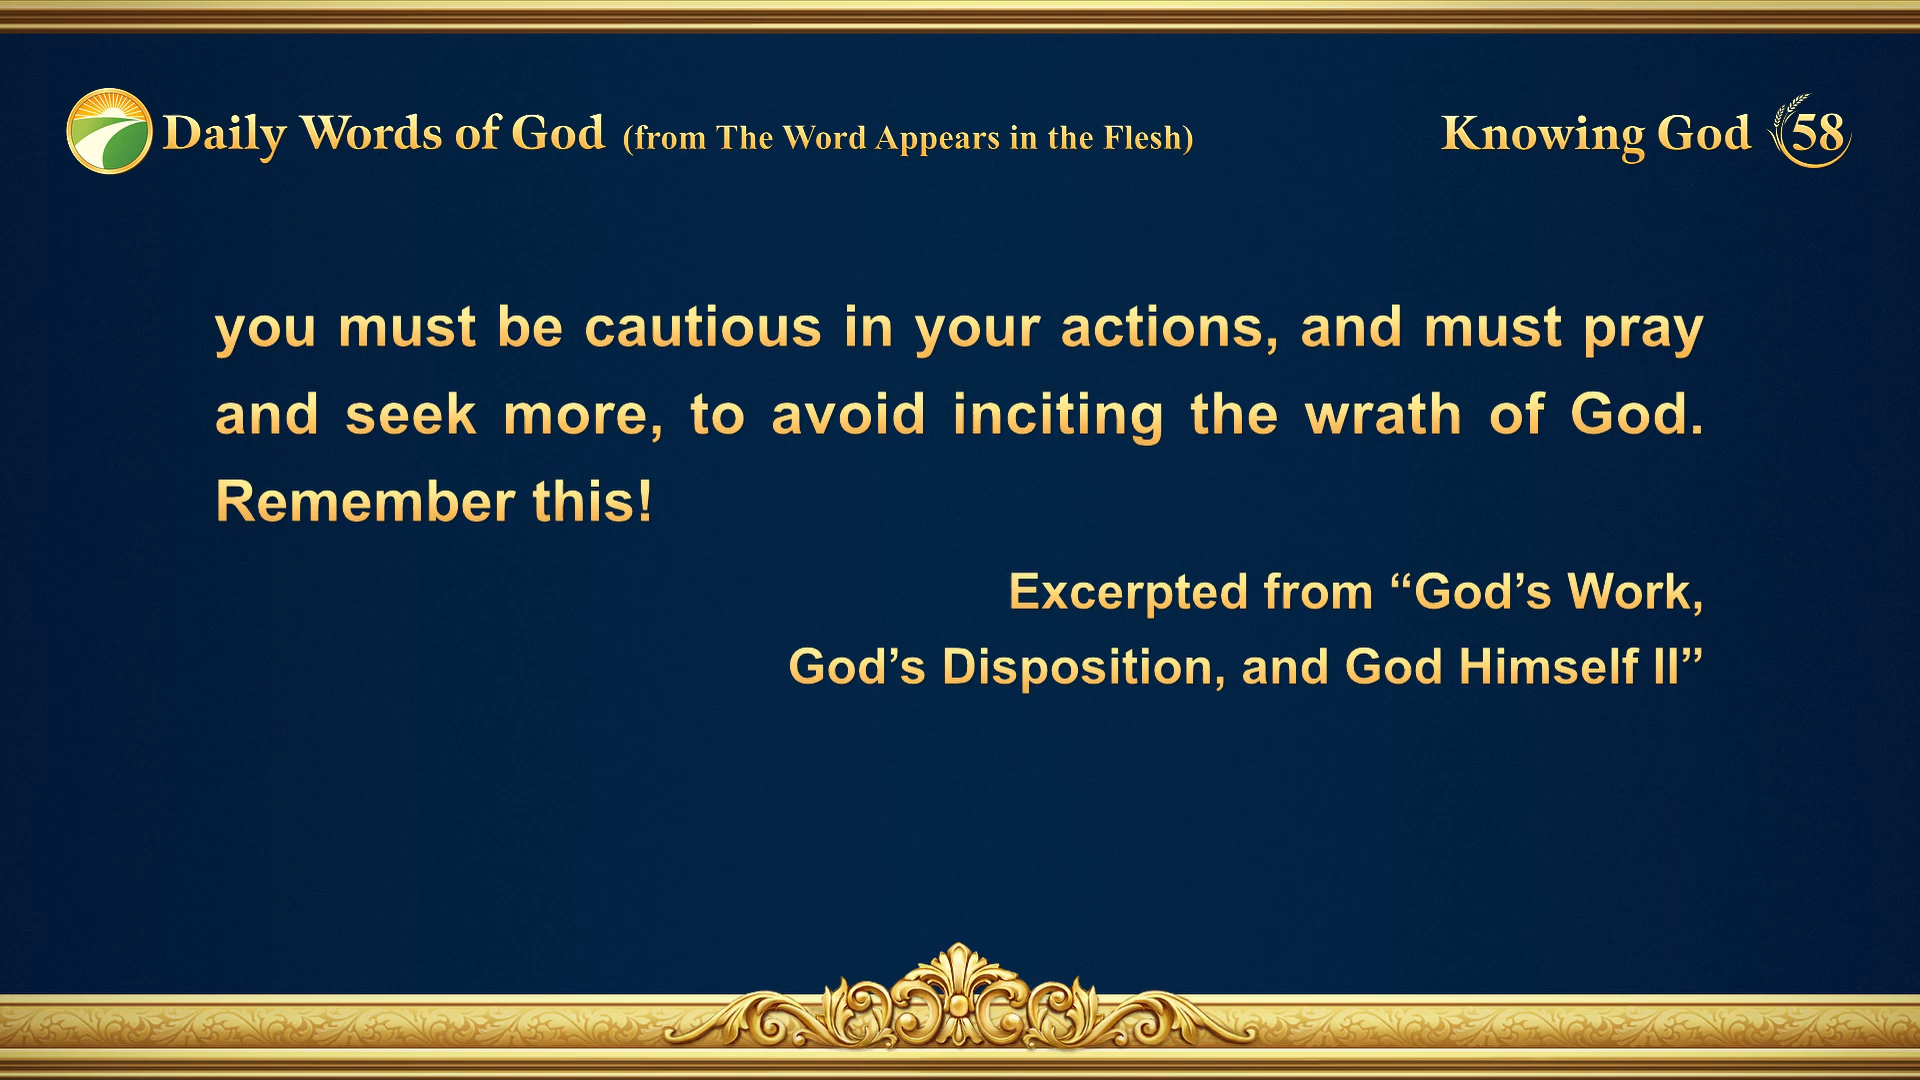 Daily Words of God (from The Word Appears in the Flesh)
Knowing God 58
you must be cautious in your actions, and must pray
and seek more, to avoid inciting the wrath of God.
Remember this!
Excerpted from “God’s Work,
God’s Disposition, and God Himself II”